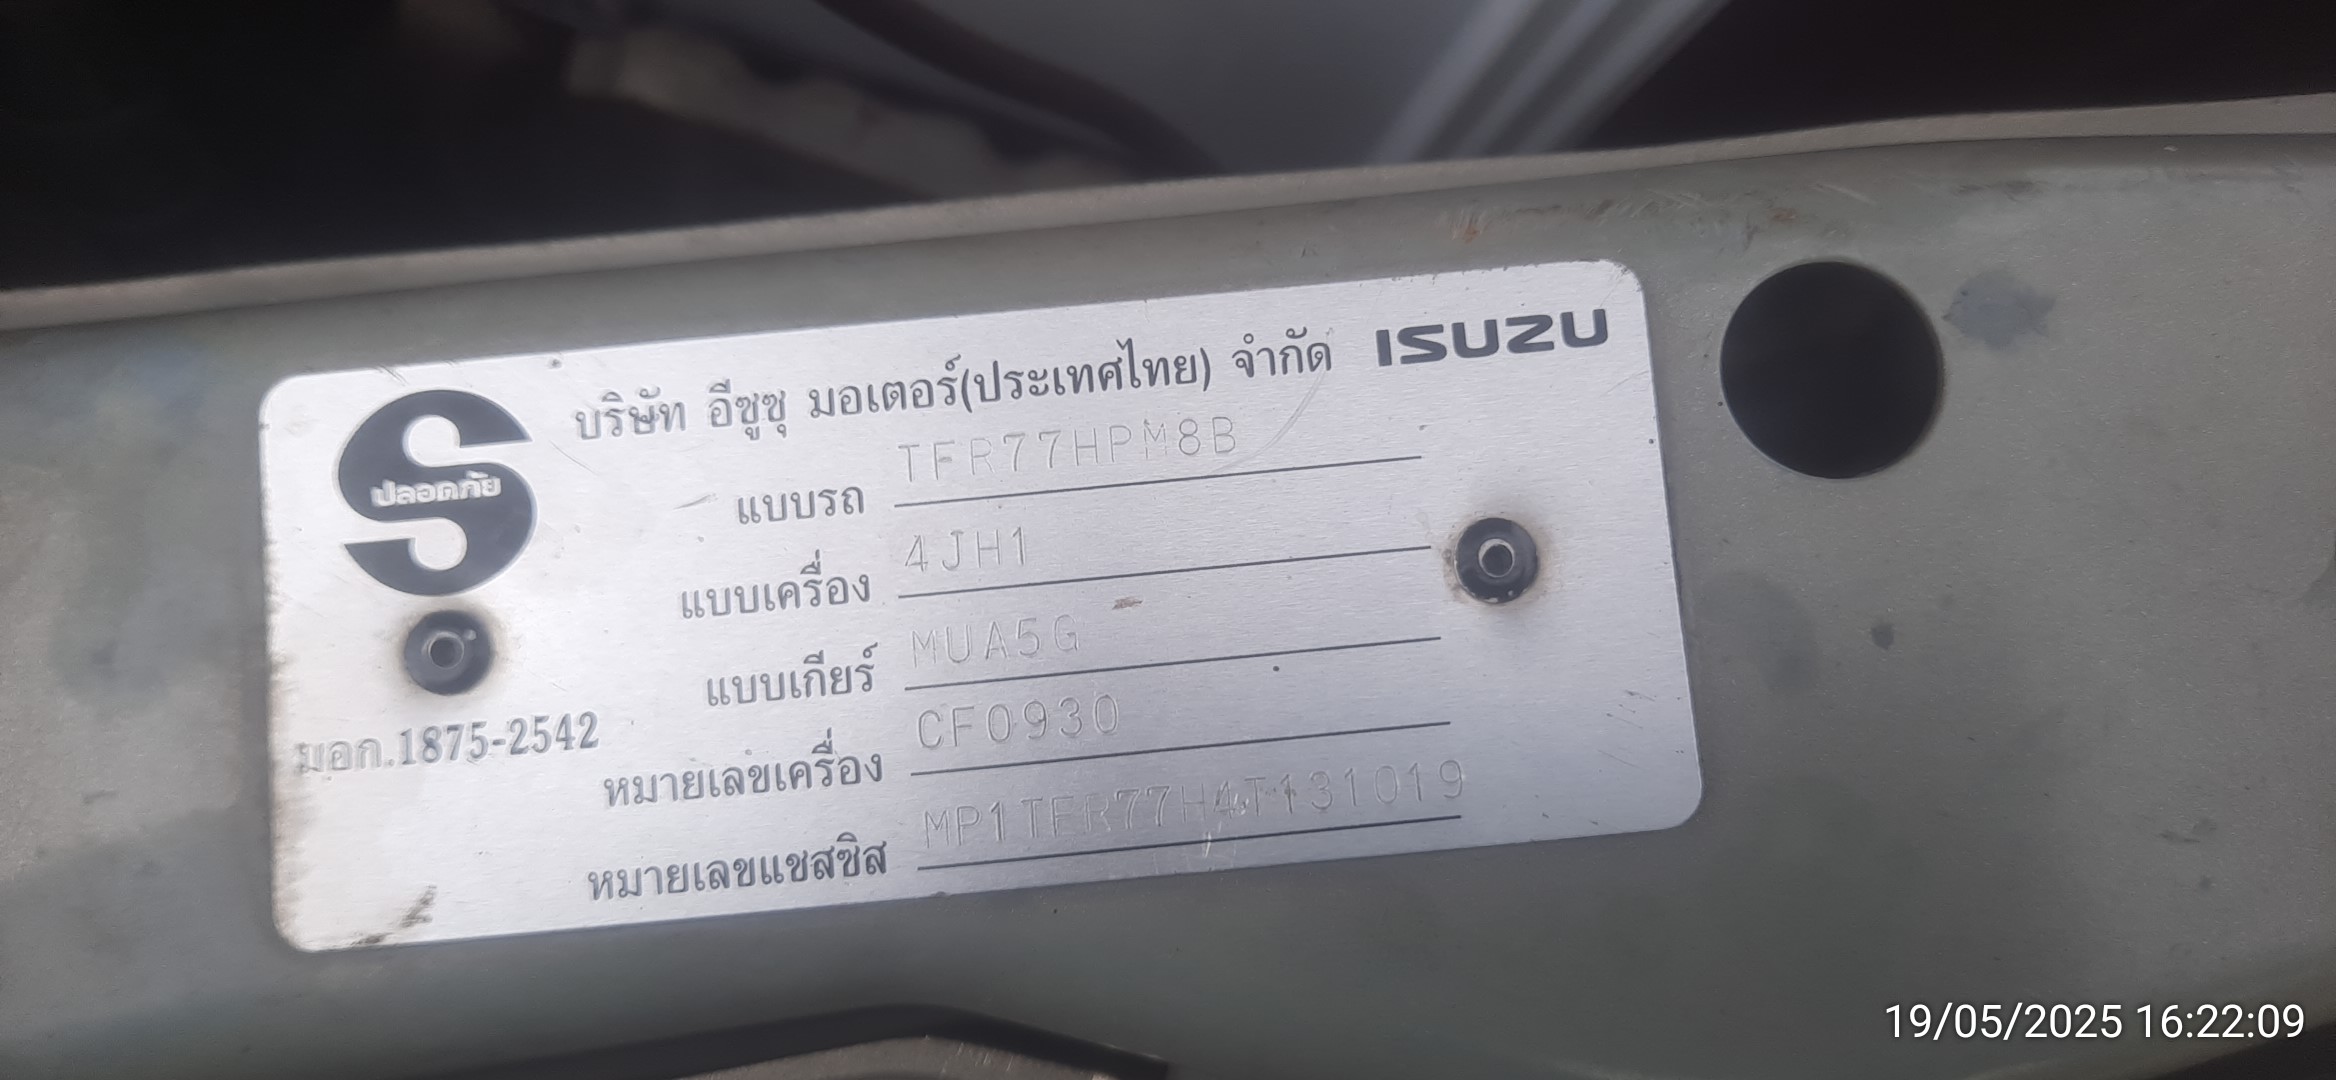 บริษัท อีซูซุ มอเตอร์(ประเทศไทย) จำกัด ISUZU
ปลอดภัย
แบบรถ TFR77HPM8B
แบบเครื่อง 4JH1
แบบเกียร์ MUA5G
มอก.1875-2542
หมายเลขเครื่อง CF0930
หมายเลขแชสซิส MP1TFR77H4T131019
19/05/2025 16:22:09